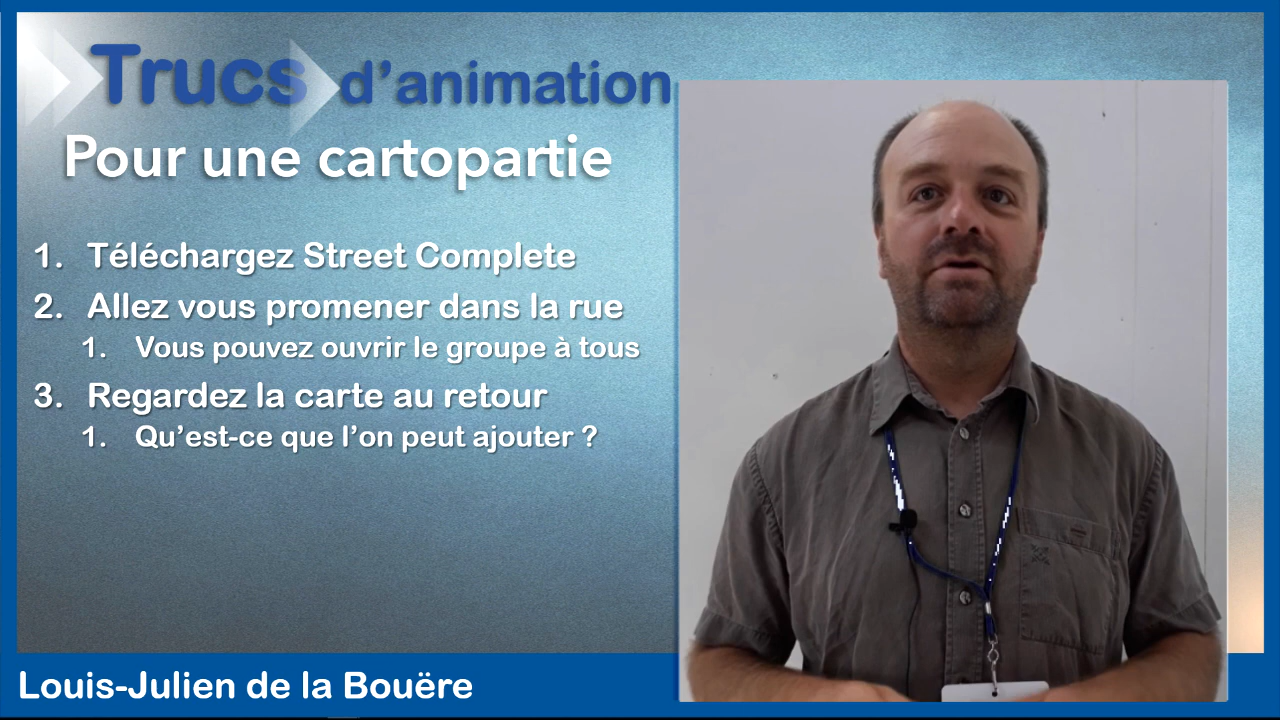 Trucs d’animation
Pour une cartopartie
1. Téléchargez Street Complete
2. Allez vous promener dans la rue
1. Vous pouvez ouvrir le groupe à tous
3. Regardez la carte au retour
1. Qu’est-ce que l’on peut ajouter ?
Louis-Julien de la Bouëre